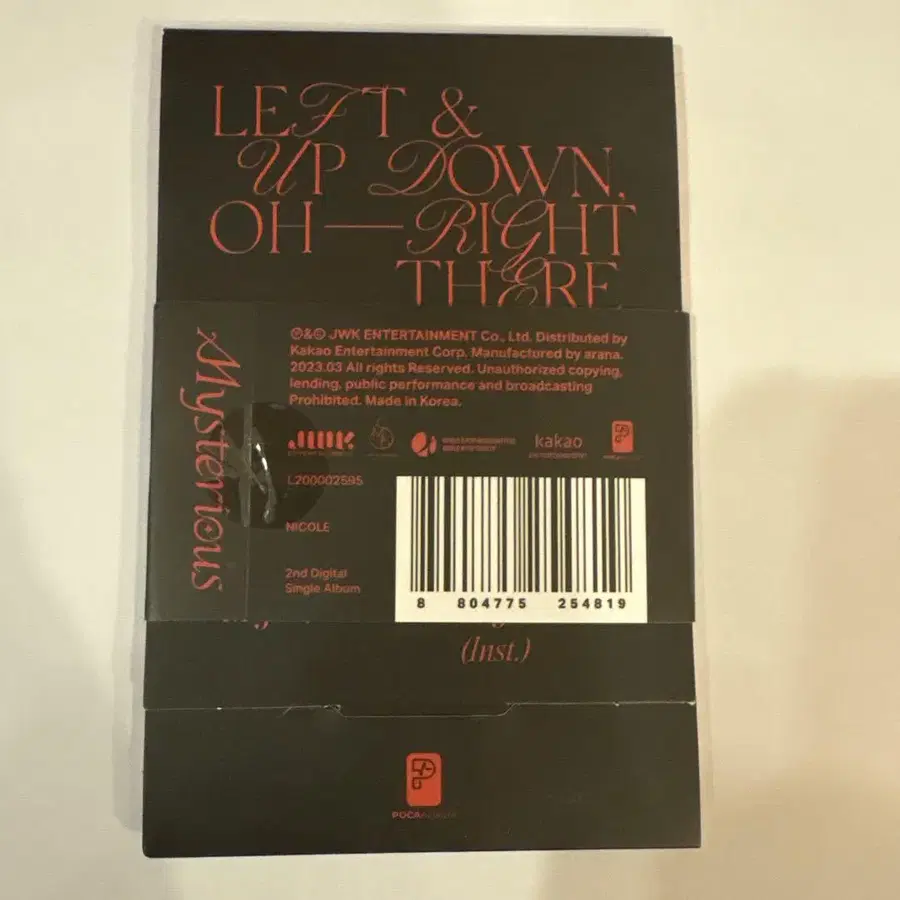 LEFT &
UP DOWN,
OH — RIGHT
THERE
Mysterious
℗&© JWK ENTERTAINMENT Co., Ltd. Distributed by
Kakao Entertainment Corp. Manufactured by arana.
2023.03 All rights Reserved. Unauthorized copying,
lending, public performance and broadcasting
Prohibited. Made in Korea.
JWK
kakao
L200002595
NICOLE
2nd Digital
Single Album
8 804775 254819
(Inst.)
POCAALBUM